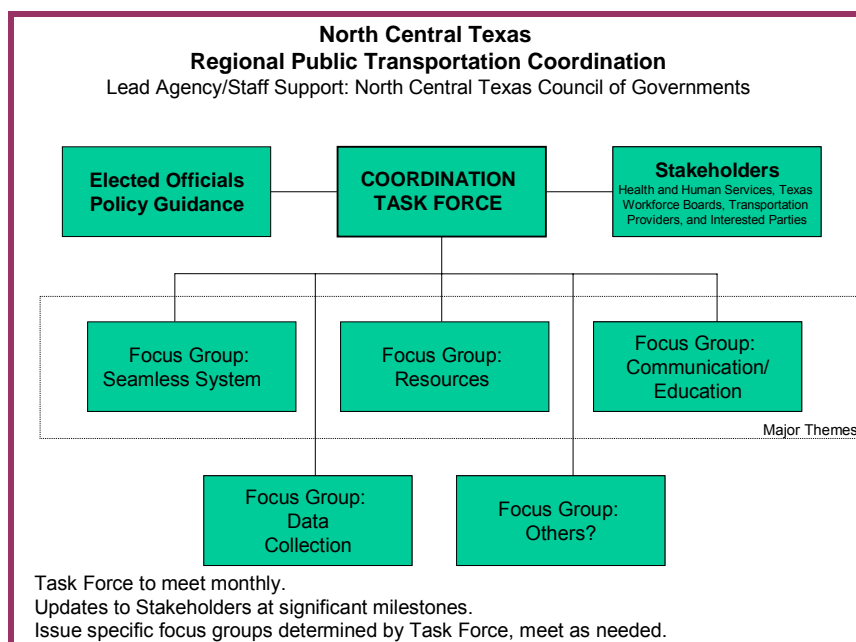 North Central Texas
Regional Public Transportation Coordination
Lead Agency/Staff Support: North Central Texas Council of Governments
Elected Officials
Policy Guidance
COORDINATION
TASK FORCE
Stakeholders
Health and Human Services, Texas
Workforce Boards, Transportation
Providers, and Interested Parties
Focus Group:
Seamless System
Focus Group:
Resources
Focus Group:
Communication/
Education
Major Themes
Focus Group:
Data
Collection
Focus Group:
Others?
Task Force to meet monthly.
Updates to Stakeholders at significant milestones.
Issue specific focus groups determined by Task Force, meet as needed.